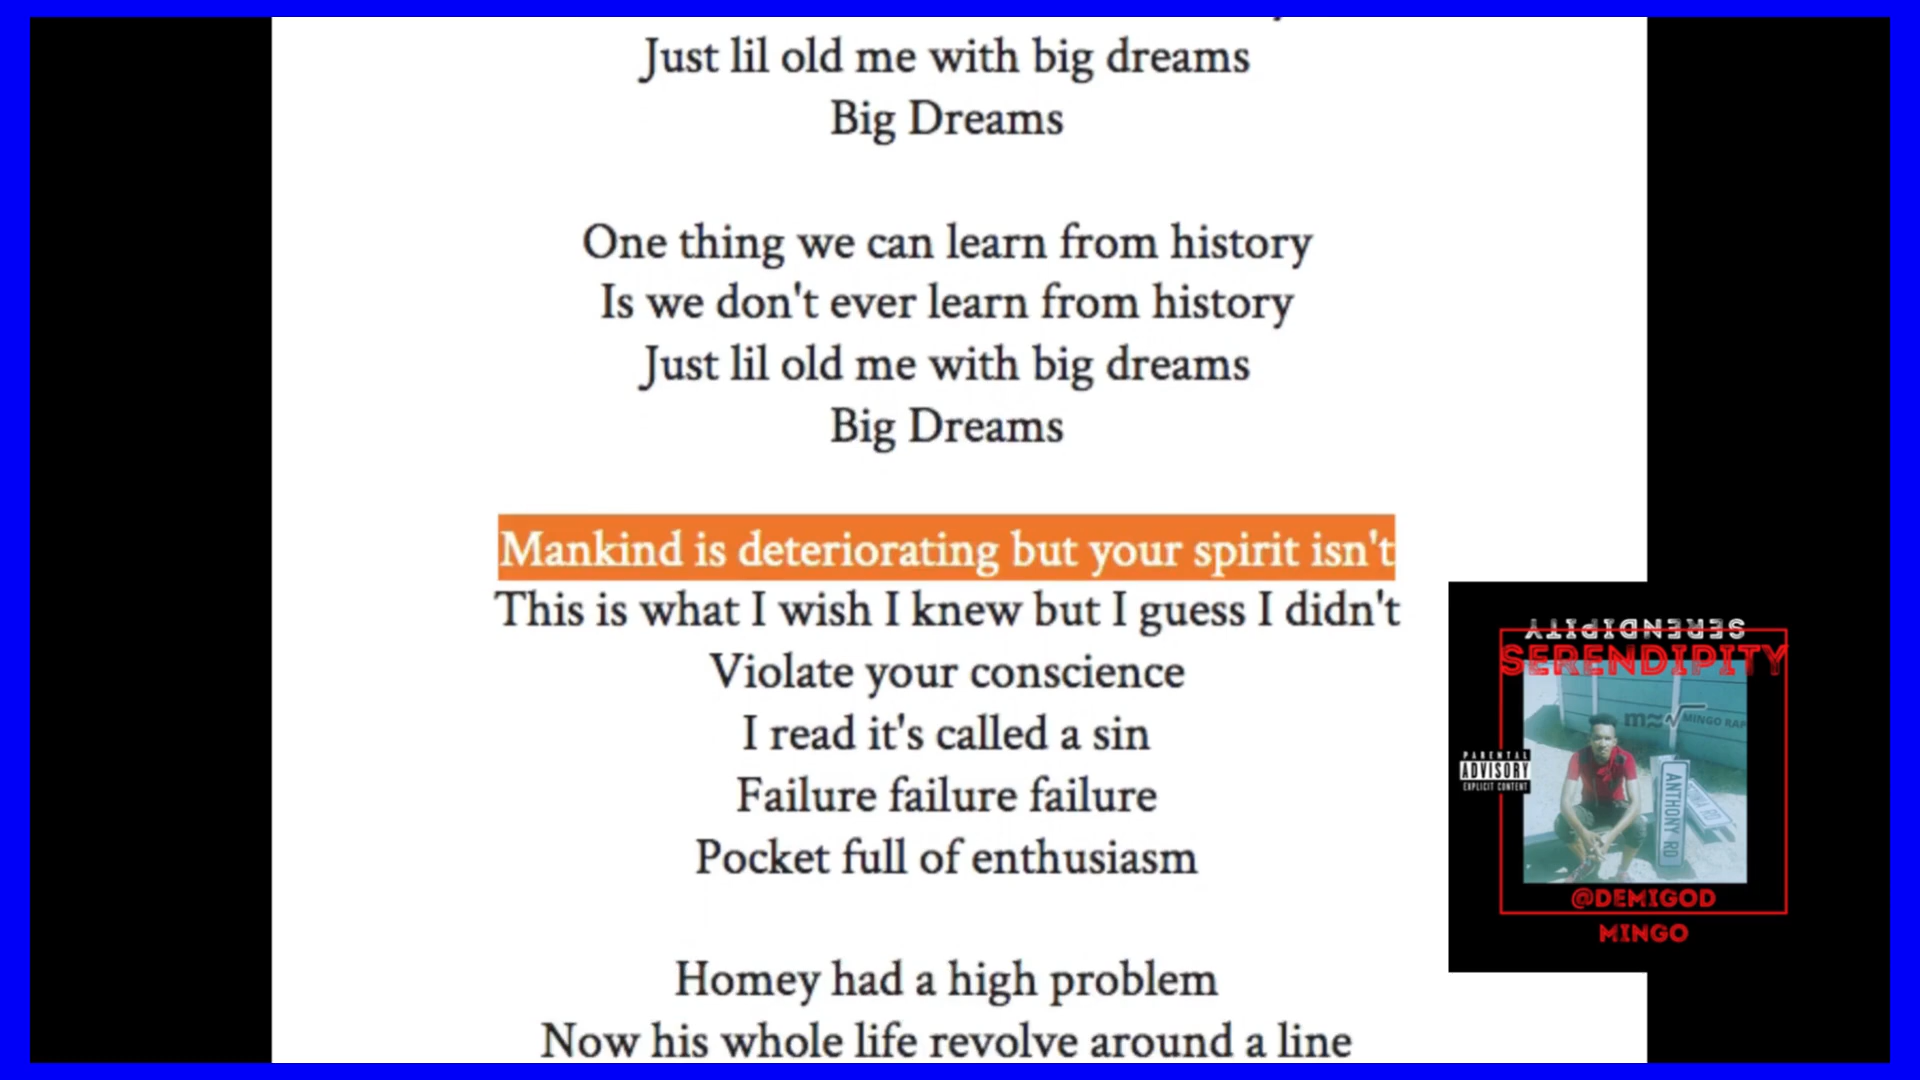 Just lil old me with big dreams
Big Dreams
One thing we can learn from history
Is we don't ever learn from history
Just lil old me with big dreams
Big Dreams
Mankind is deteriorating but your spirit isn't
This is what I wish I knew but I guess I didn't
Violate your conscience
I read it's called a sin
Failure failure failure
Pocket full of enthusiasm
Homey had a high problem
Now his whole life revolve around a line
SERENDIPITY
SERENDIPITY
m≈√ MINGO RAP
PARENTAL
ADVISORY
EXPLICIT CONTENT
ANTHONY RD
@DEMIGOD
MINGO